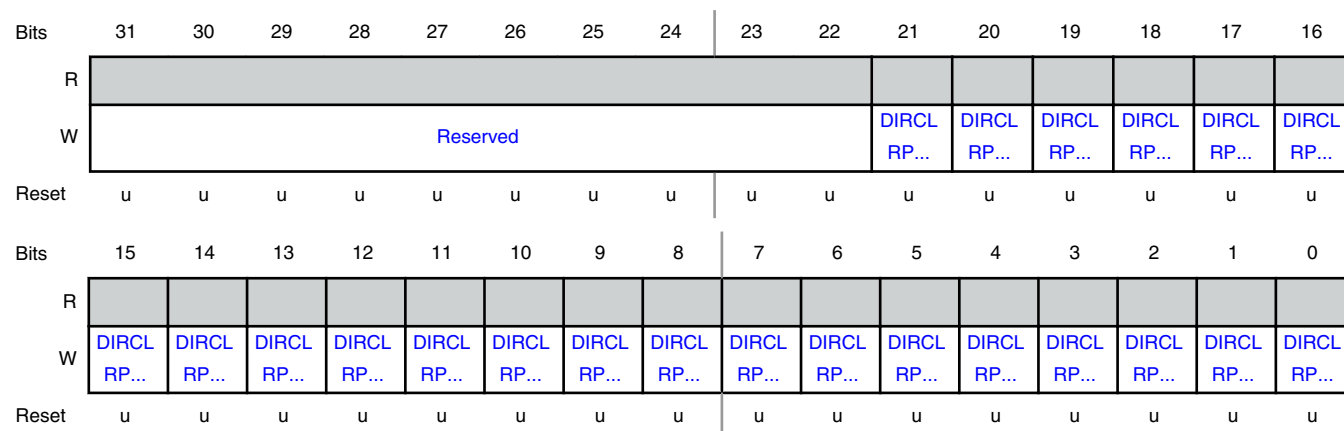 Bits 31 30 29 28 27 26 25 24 23 22 21 20 19 18 17 16
R
W Reserved DIRCL DIRCL DIRCL DIRCL DIRCL DIRCL
RP... RP... RP... RP... RP... RP...
Reset u u u u u u u u u u u u u u u u
Bits 15 14 13 12 11 10 9 8 7 6 5 4 3 2 1 0
R
W DIRCL DIRCL DIRCL DIRCL DIRCL DIRCL DIRCL DIRCL DIRCL DIRCL DIRCL DIRCL DIRCL DIRCL DIRCL DIRCL
RP... RP... RP... RP... RP... RP... RP... RP... RP... RP... RP... RP... RP... RP... RP... RP...
Reset u u u u u u u u u u u u u u u u